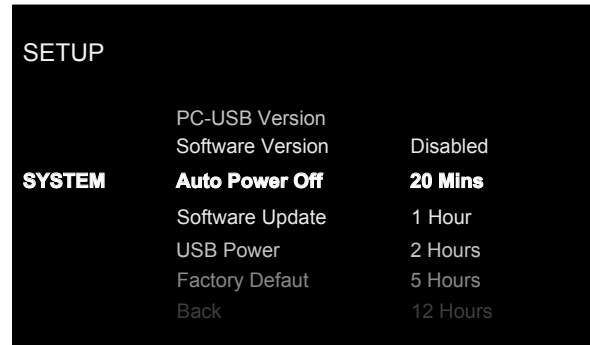 SETUP
PC-USB Version
Software Version Disabled
SYSTEM Auto Power Off 20 Mins
Software Update 1 Hour
USB Power 2 Hours
Factory Defaut 5 Hours
Back 12 Hours